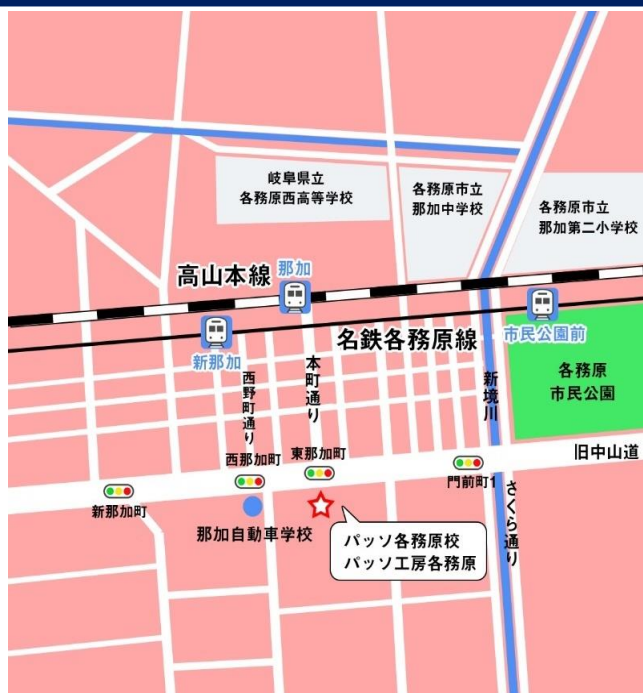 岐阜県立
各務原西高等学校
各務原市立
那加中学校
各務原市立
那加第二小学校
高山本線
那加
新那加
名鉄各務原線
市民公園前
西野町通り
本町通り
新境川
各務原
市民公園
西那加町
東那加町
門前町1
旧中山道
新那加町
那加自動車学校
さくら通り
パッソ各務原校
パッソ工房各務原